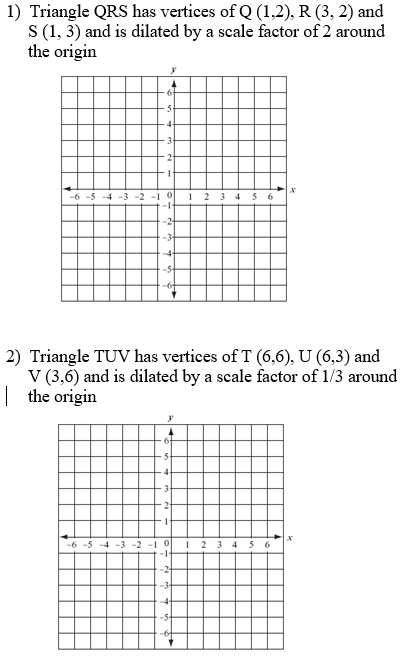 1) Triangle QRS has vertices of Q (1,2), R (3, 2) and
S (1, 3) and is dilated by a scale factor of 2 around
the origin
y
6
5
4
3
2
1
-6 -5 -4 -3 -2 -1 0 1 2 3 4 5 6 x
-1
-2
-3
-4
-5
-6
2) Triangle TUV has vertices of T (6,6), U (6,3) and
V (3,6) and is dilated by a scale factor of 1/3 around
the origin
y
6
5
4
3
2
1
-6 -5 -4 -3 -2 -1 0 1 2 3 4 5 6 x
-1
-2
-3
-4
-5
-6